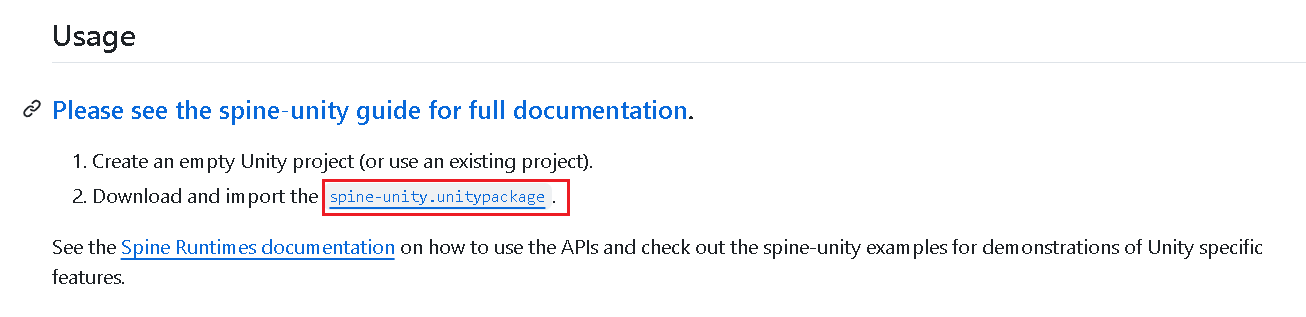 Usage
Please see the spine-unity guide for full documentation.
1. Create an empty Unity project (or use an existing project).
2. Download and import the spine-unity.unitypackage.
See the Spine Runtimes documentation on how to use the APIs and check out the spine-unity examples for demonstrations of Unity specific
features.